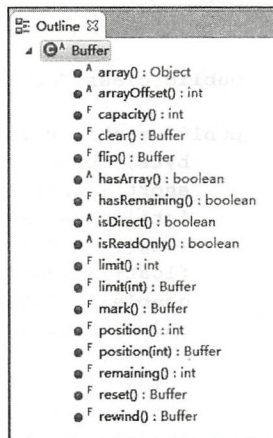 Outline
A Buffer
A array() : Object
A arrayOffset() : int
F capacity() : int
F clear() : Buffer
F flip() : Buffer
A hasArray() : boolean
F hasRemaining() : boolean
A isDirect() : boolean
A isReadOnly() : boolean
F limit() : int
F limit(int) : Buffer
F mark() : Buffer
F position() : int
F position(int) : Buffer
F remaining() : int
F reset() : Buffer
F rewind() : Buffer